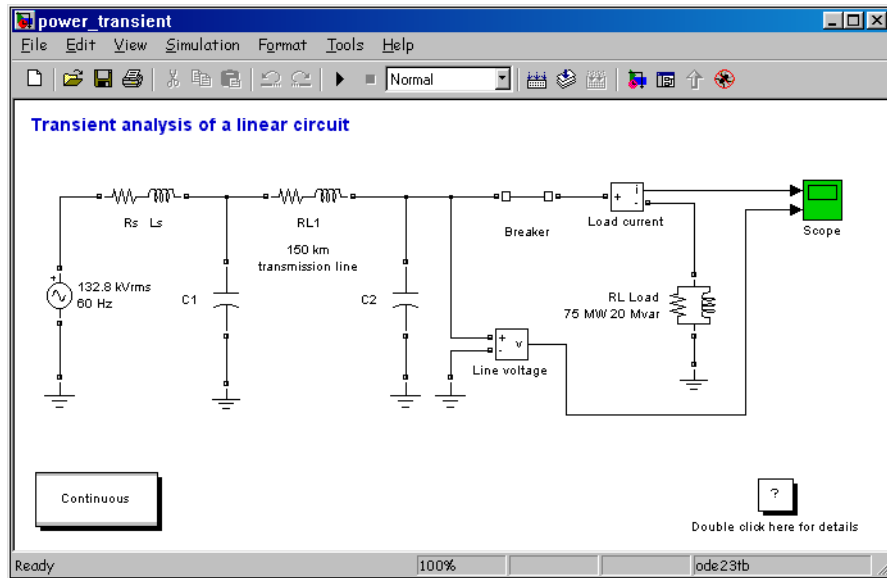 power_transient
File Edit View Simulation Format Tools Help
Normal
Transient analysis of a linear circuit
Rs Ls
RL1
150 km
transmission line
Breaker
i
+
-
Load current
Scope
+
132.8 kVrms
60 Hz
C1
C2
RL Load
75 MW 20 Mvar
+
-
v
Line voltage
Continuous
?
Double click here for details
Ready
100%
ode23tb